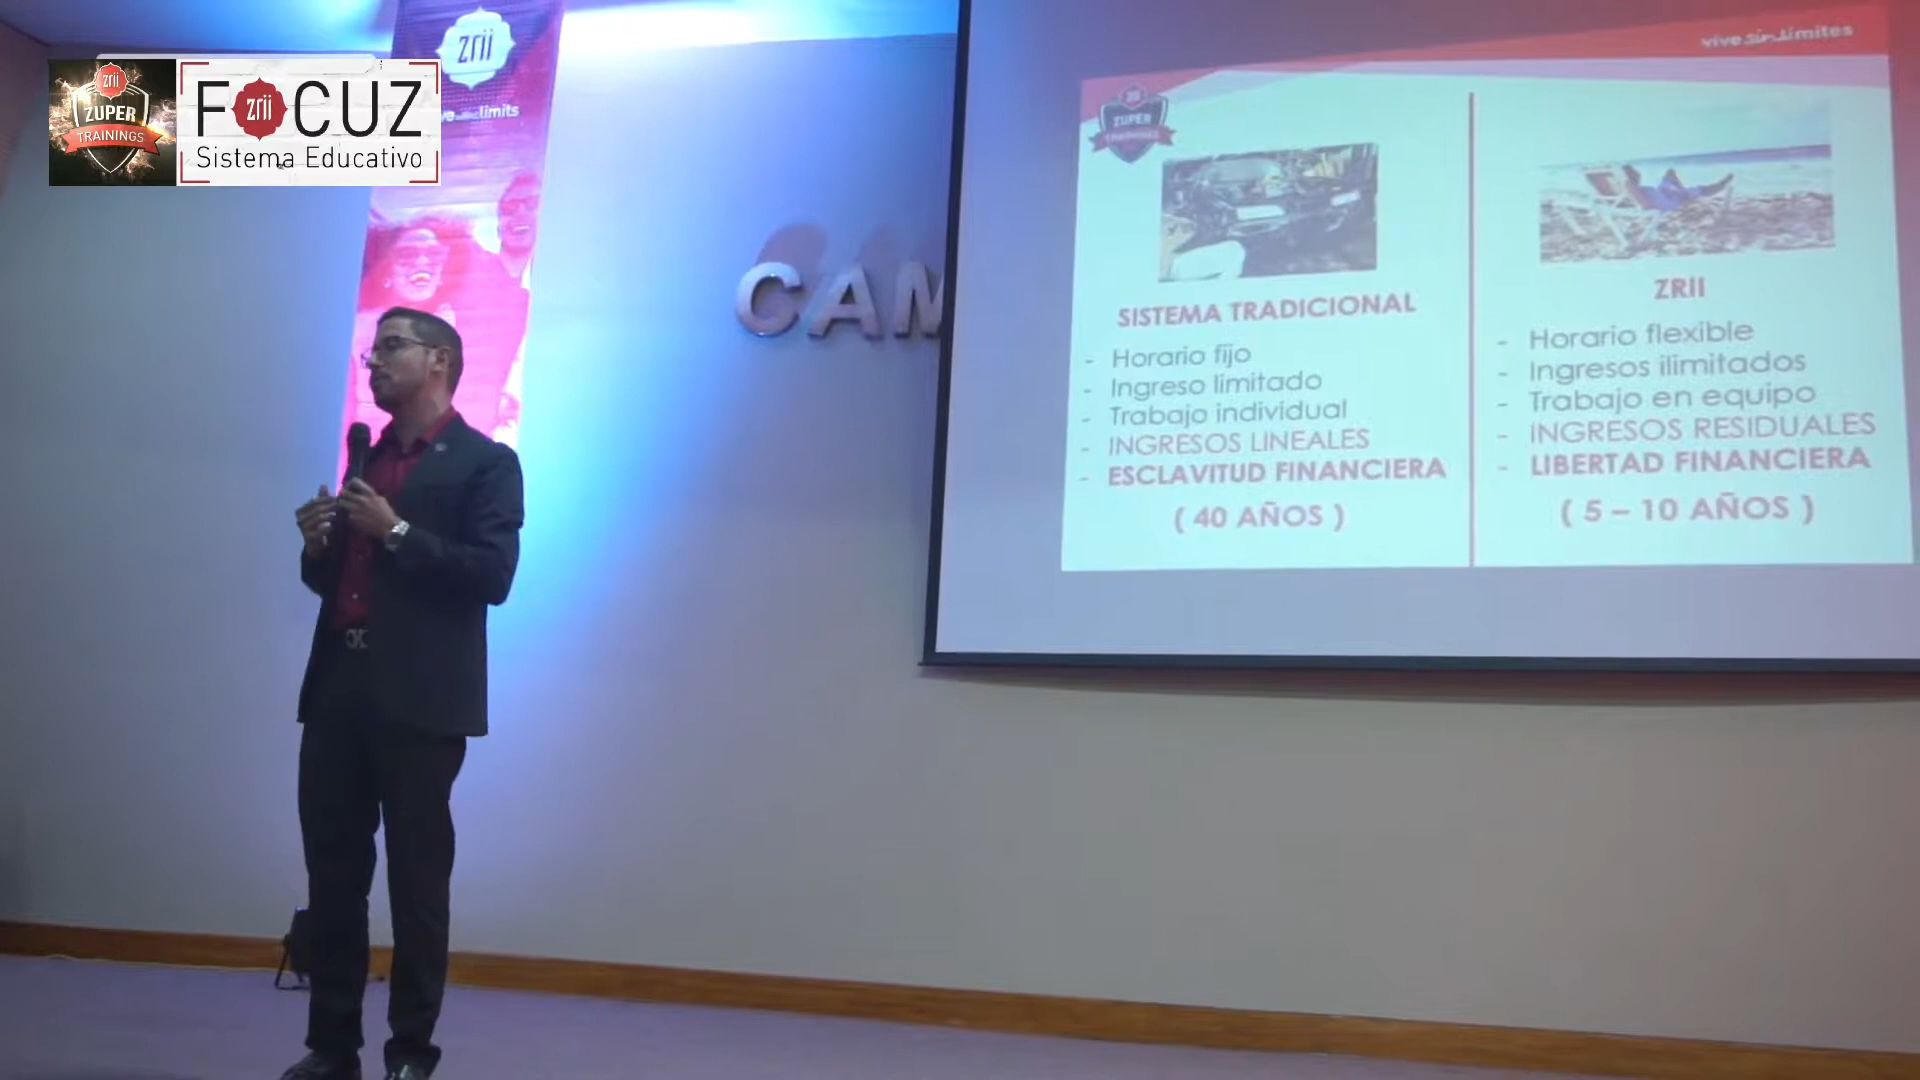 zrii
ZUPER
TRAININGS
FOCUZ
zrii
Sistema Educativo
zrii
limits
CAM
vive sin Límites
ZUPER
TRAININGS
SISTEMA TRADICIONAL
- Horario fijo
- Ingreso limitado
- Trabajo individual
- INGRESOS LINEALES
- ESCLAVITUD FINANCIERA
( 40 AÑOS )
ZRII
- Horario flexible
- Ingresos ilimitados
- Trabajo en equipo
- INGRESOS RESIDUALES
- LIBERTAD FINANCIERA
( 5 – 10 AÑOS )